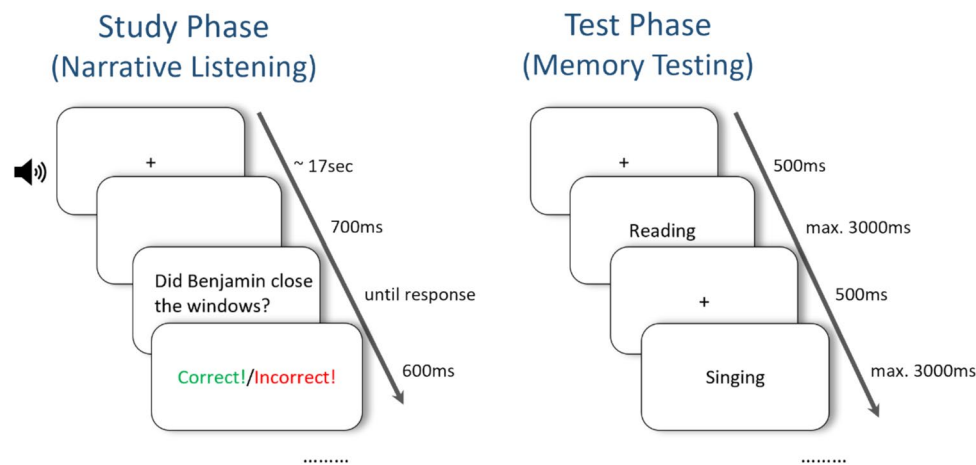 Study Phase
(Narrative Listening)
+
~ 17sec
700ms
Did Benjamin close
the windows?
until response
Correct!/Incorrect!
600ms
.........
Test Phase
(Memory Testing)
+
500ms
Reading
max. 3000ms
+
500ms
Singing
max. 3000ms
.........